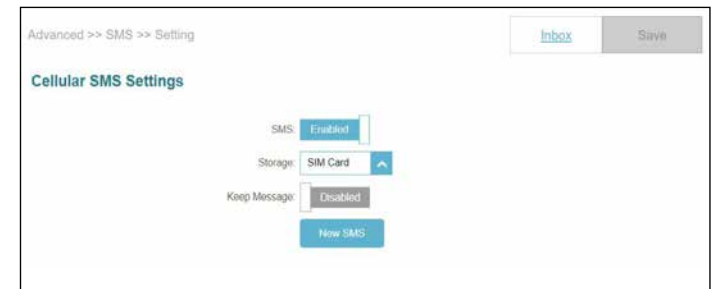 Advanced >> SMS >> Setting
Inbox
Save
Cellular SMS Settings
SMS: Enabled
Storage: SIM Card
Keep Message: Disabled
New SMS